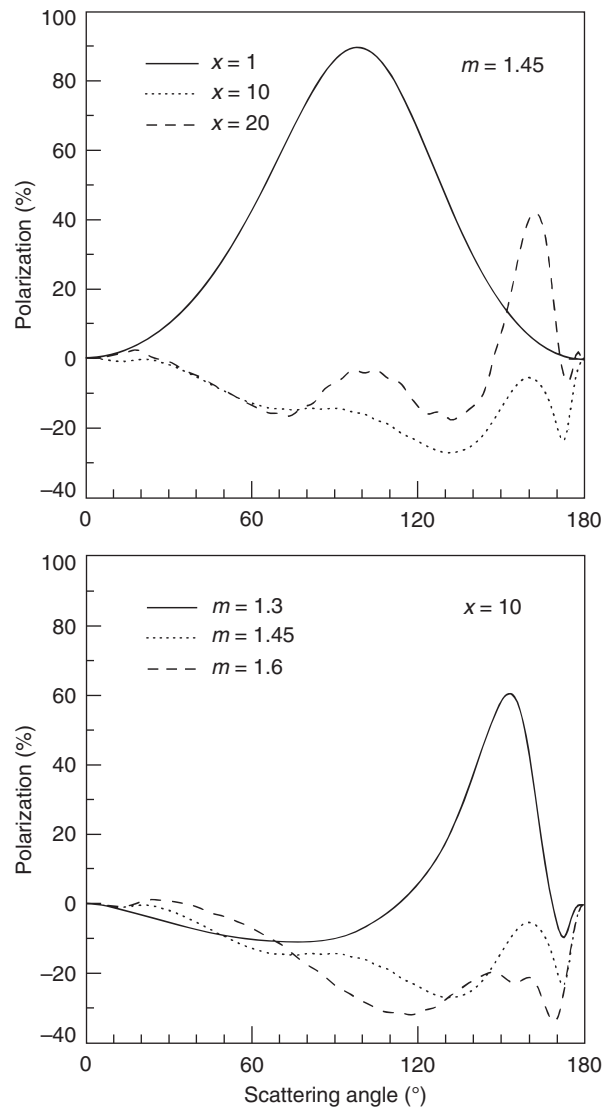 100
80
60
40
20
0
–20
–40
Polarization (%)
x = 1
x = 10
x = 20
m = 1.45
0
60
120
180
100
80
60
40
20
0
–20
–40
Polarization (%)
m = 1.3
m = 1.45
m = 1.6
x = 10
0
60
120
180
Scattering angle (°)